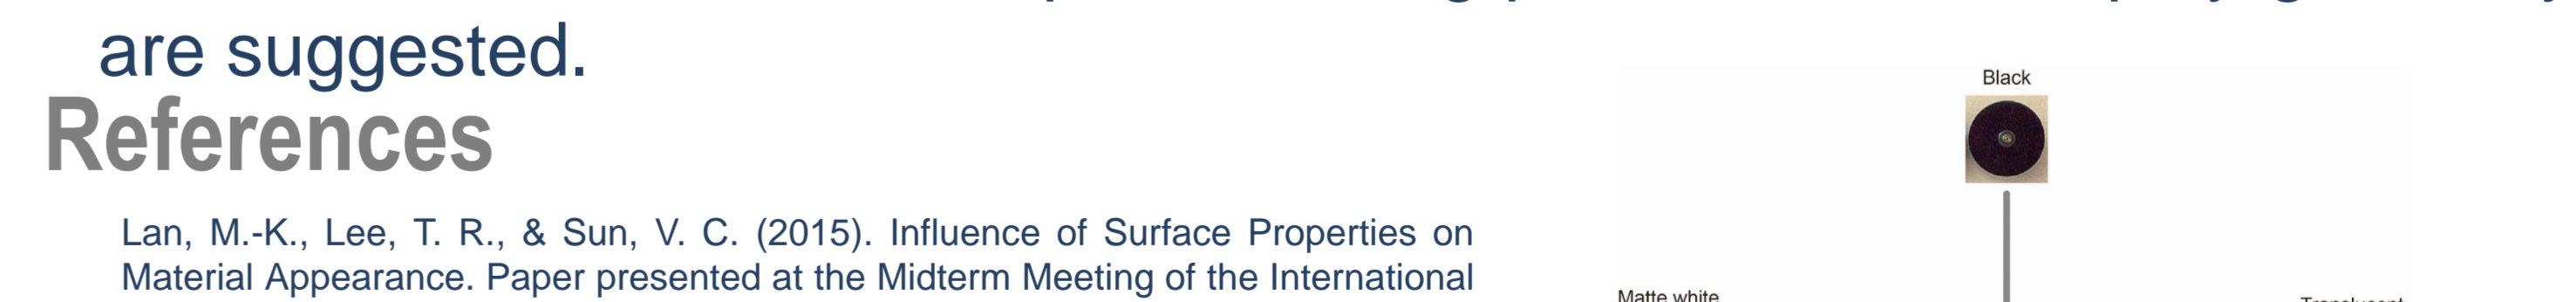 are suggested.
References
Lan, M.-K., Lee, T. R., & Sun, V. C. (2015). Influence of Surface Properties on
Material Appearance. Paper presented at the Midterm Meeting of the International
Black
Matte white
Translucent